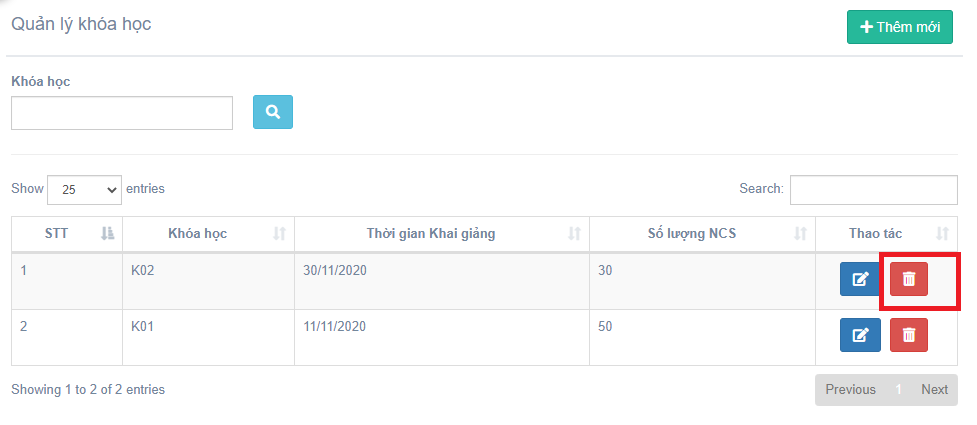 Quản lý khóa học
Thêm mới
Khóa học
Show 25 entries
Search:
STT Khóa học Thời gian Khai giảng Số lượng NCS Thao tác
1 K02 30/11/2020 30
2 K01 11/11/2020 50
Showing 1 to 2 of 2 entries
Previous 1 Next